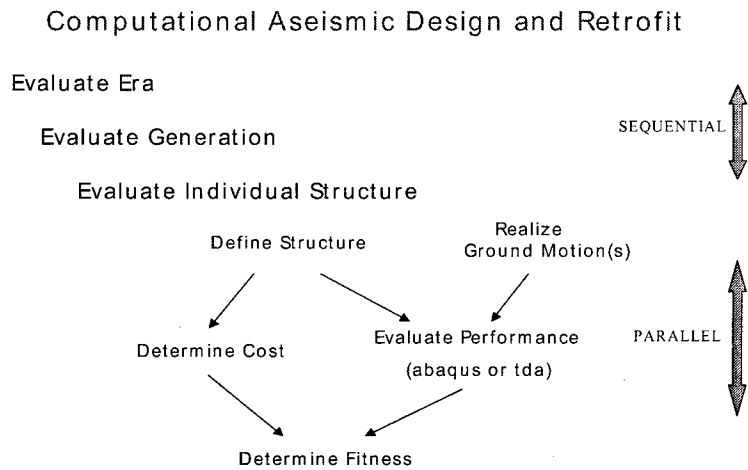 Computational Aseismic Design and Retrofit
Evaluate Era
SEQUENTIAL
Evaluate Generation
Evaluate Individual Structure
Define Structure
Realize
Ground Motion(s)
Determine Cost
Evaluate Performance
(abaqus or tda)
PARALLEL
Determine Fitness